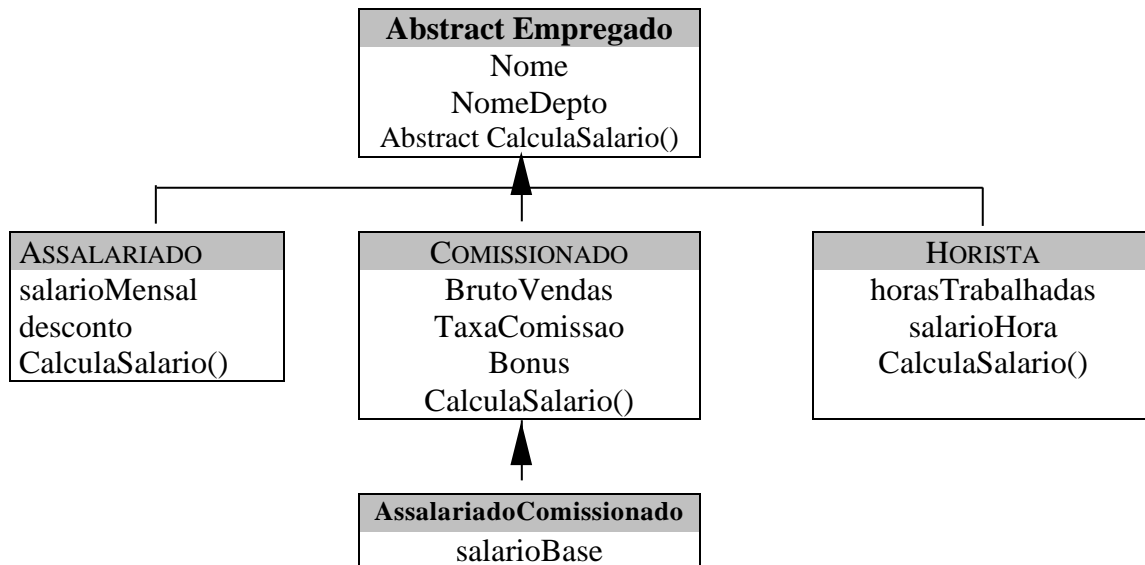 Abstract Empregado
Nome
NomeDepto
Abstract CalculaSalario()
ASSALARIADO
salarioMensal
desconto
CalculaSalario()
COMISSIONADO
BrutoVendas
TaxaComissao
Bonus
CalculaSalario()
HORISTA
horasTrabalhadas
salarioHora
CalculaSalario()
AssalariadoComissionado
salarioBase